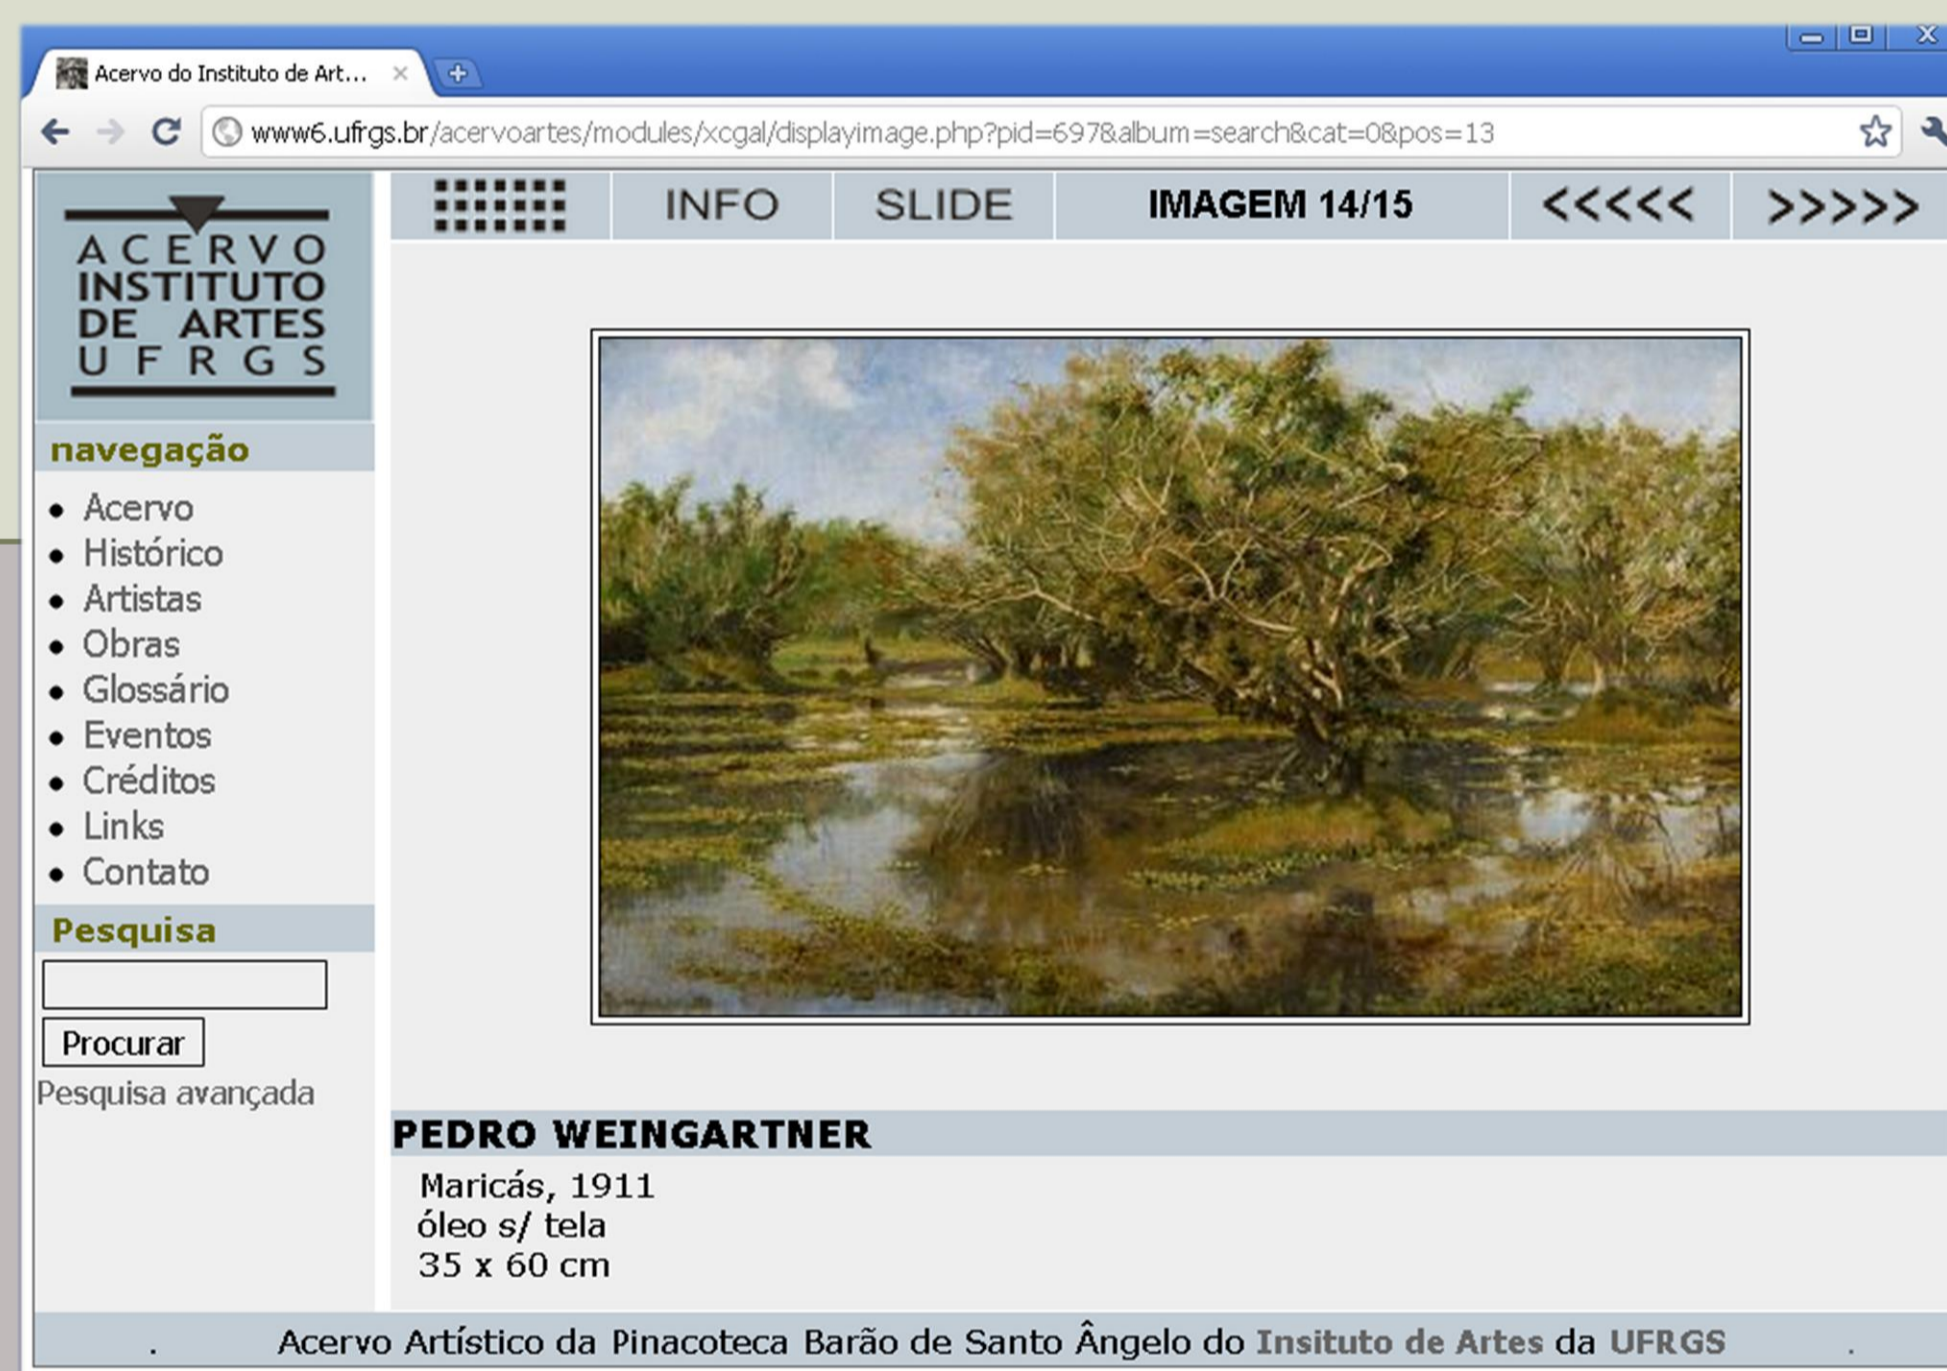 Acervo do Instituto de Art...
www6.ufrgs.br/acervoartes/modules/xcgal/displayimage.php?pid=697&album=search&cat=0&pos=13
ACERVO
INSTITUTO
DE ARTES
UFRGS
INFO SLIDE IMAGEM 14/15 <<<<< >>>>>
navegação
Acervo
Histórico
Artistas
Obras
Glossário
Eventos
Créditos
Links
Contato
Pesquisa
Procurar
Pesquisa avançada
PEDRO WEINGARTNER
Maricás, 1911
óleo s/ tela
35 x 60 cm
. Acervo Artístico da Pinacoteca Barão de Santo Ângelo do Insituto de Artes da UFRGS .